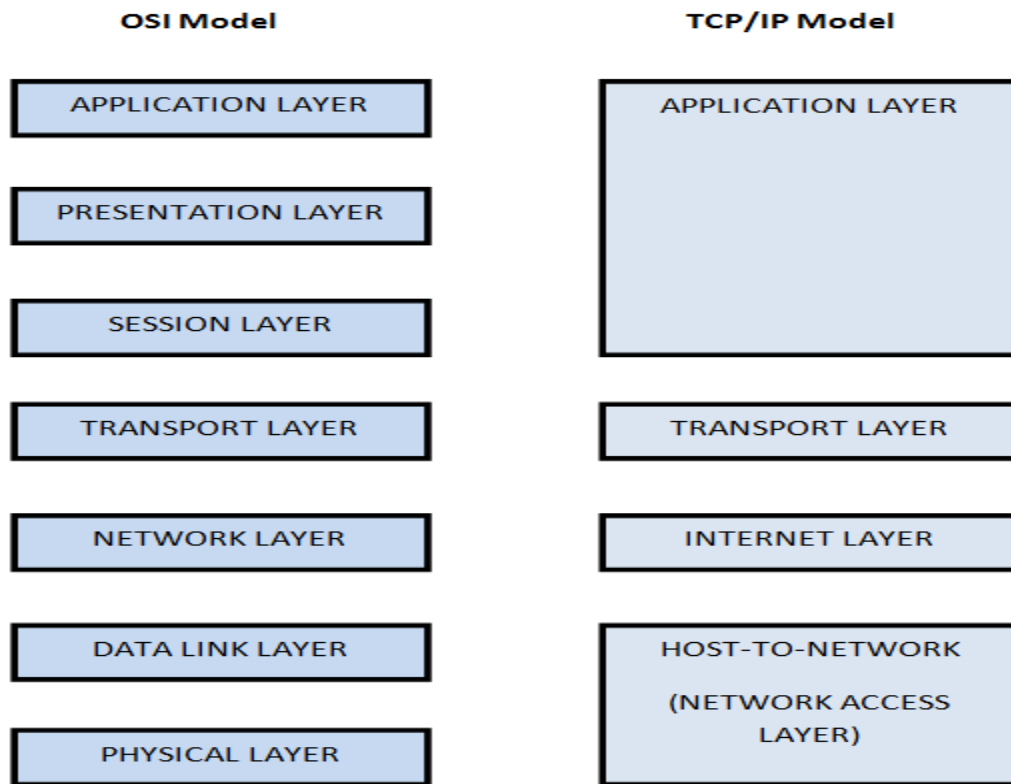 OSI Model
APPLICATION LAYER
PRESENTATION LAYER
SESSION LAYER
TRANSPORT LAYER
NETWORK LAYER
DATA LINK LAYER
PHYSICAL LAYER
TCP/IP Model
APPLICATION LAYER
TRANSPORT LAYER
INTERNET LAYER
HOST-TO-NETWORK
(NETWORK ACCESS
LAYER)